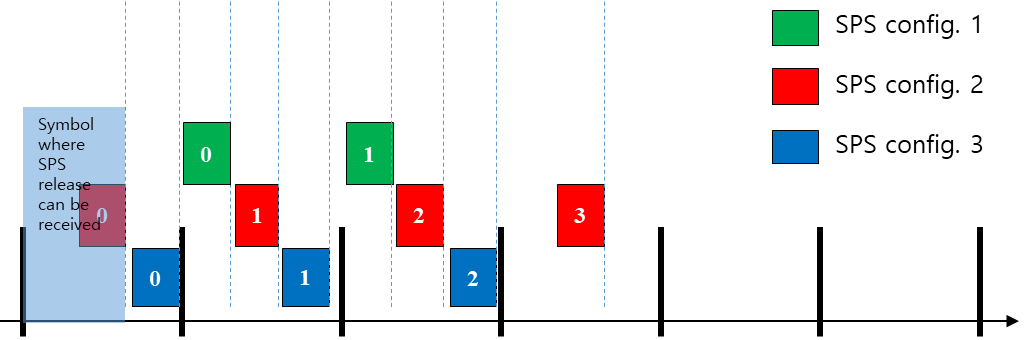 SPS config. 1
SPS config. 2
SPS config. 3
Symbol
where
SPS
release
can be
received
0
1
0
1
2
3
0
1
2
0